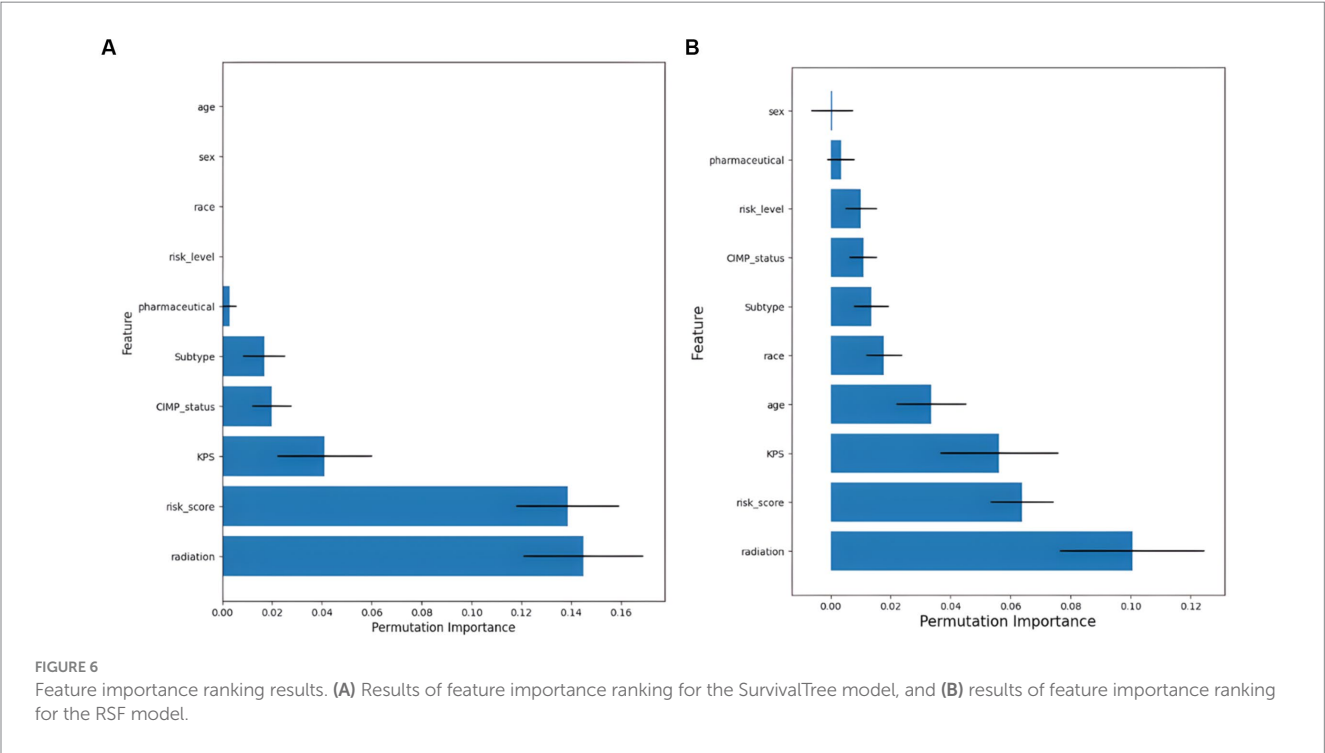 A
age
sex
race
risk_level
pharmaceutical
Subtype
CIMP_status
KPS
risk_score
radiation
Feature
0.00 0.02 0.04 0.06 0.08 0.10 0.12 0.14 0.16
Permutation Importance
B
sex
pharmaceutical
risk_level
CIMP_status
Subtype
race
age
KPS
risk_score
radiation
Feature
0.00 0.02 0.04 0.06 0.08 0.10 0.12
Permutation Importance
FIGURE 6
Feature importance ranking results. (A) Results of feature importance ranking for the SurvivalTree model, and (B) results of feature importance ranking
for the RSF model.